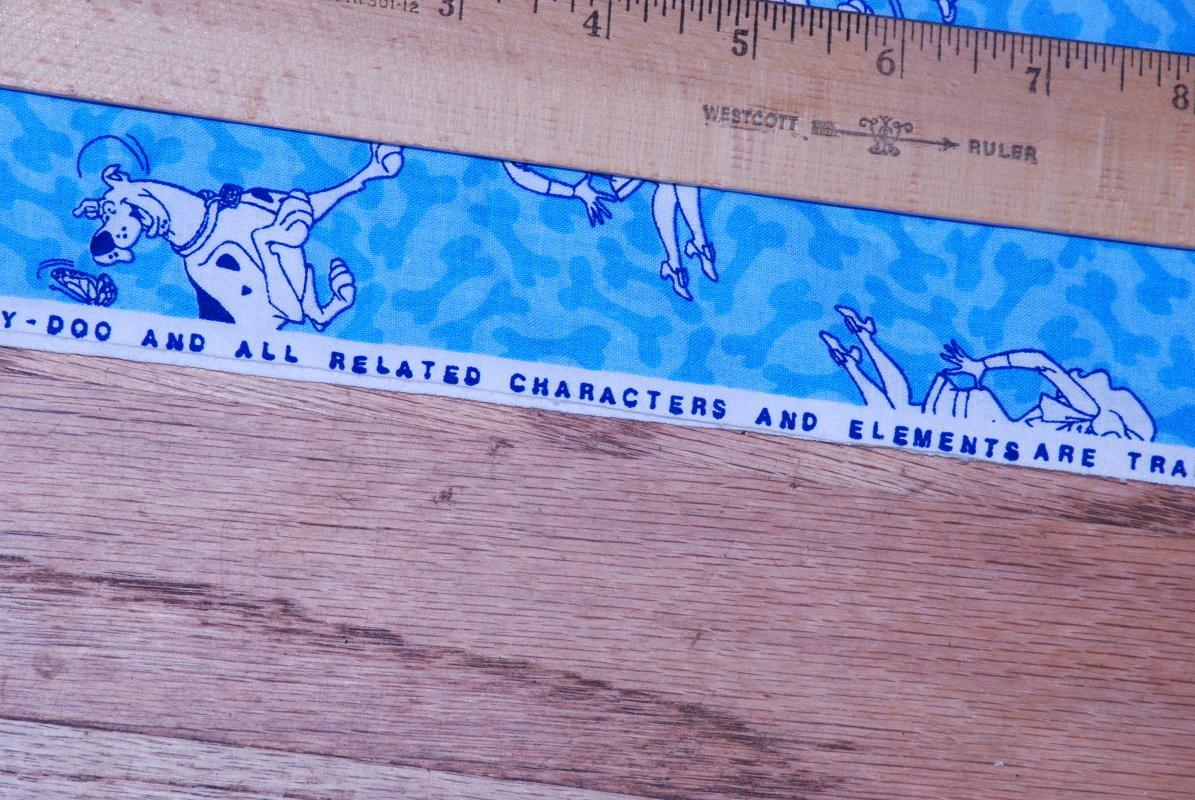 3 4 5 6 7 8
WESTCOTT RULER
Y-DOO AND ALL RELATED CHARACTERS AND ELEMENTS ARE TRA